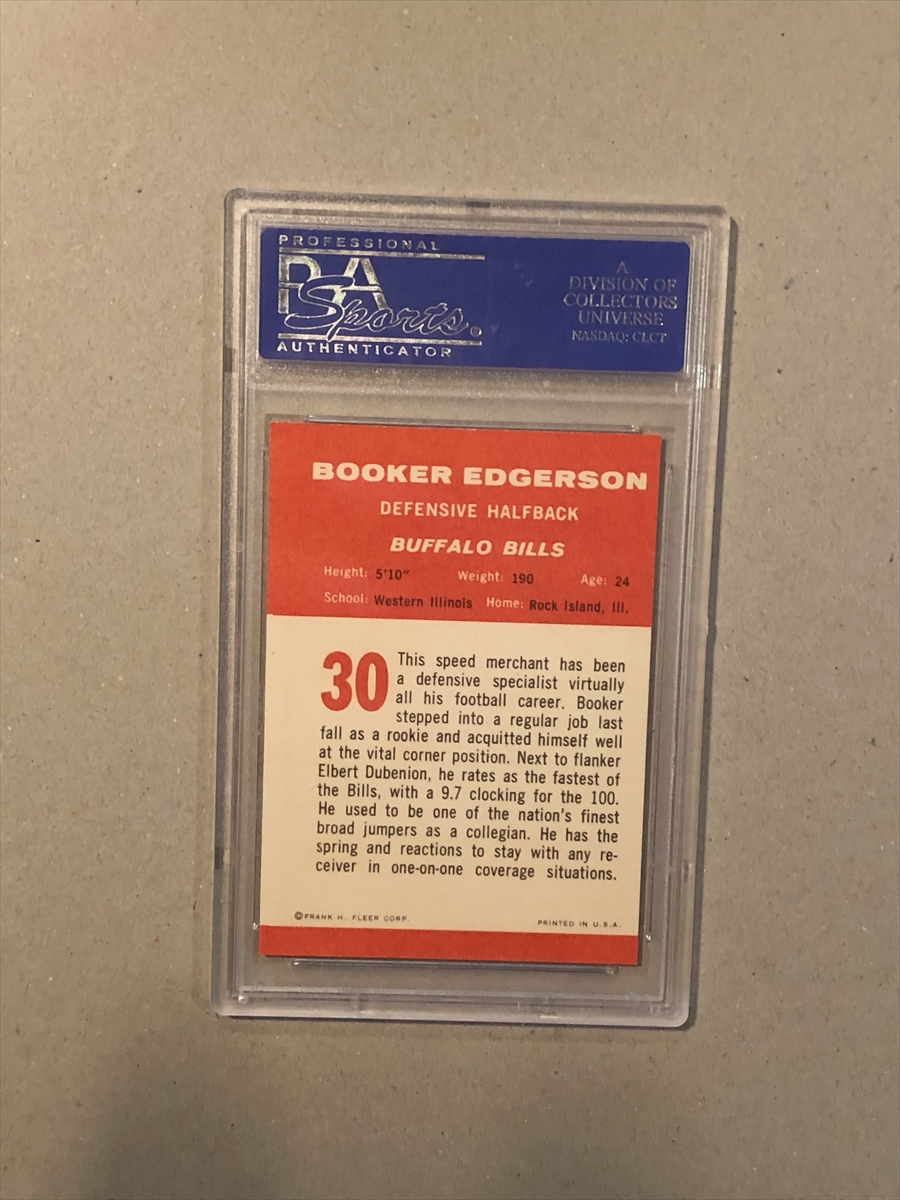 PROFESSIONAL
PSA
Sports
AUTHENTICATOR
A
DIVISION OF
COLLECTORS
UNIVERSE
NASDAQ: CLCT
BOOKER EDGERSON
DEFENSIVE HALFBACK
BUFFALO BILLS
Height: 5'10" Weight: 190 Age: 24
School: Western Illinois Home: Rock Island, Ill.
30 This speed merchant has been
a defensive specialist virtually
all his football career. Booker
stepped into a regular job last
fall as a rookie and acquitted himself well
at the vital corner position. Next to flanker
Elbert Dubenion, he rates as the fastest of
the Bills, with a 9.7 clocking for the 100.
He used to be one of the nation's finest
broad jumpers as a collegian. He has the
spring and reactions to stay with any re-
ceiver in one-on-one coverage situations.
©FRANK H. FLEER CORP. PRINTED IN U.S.A.